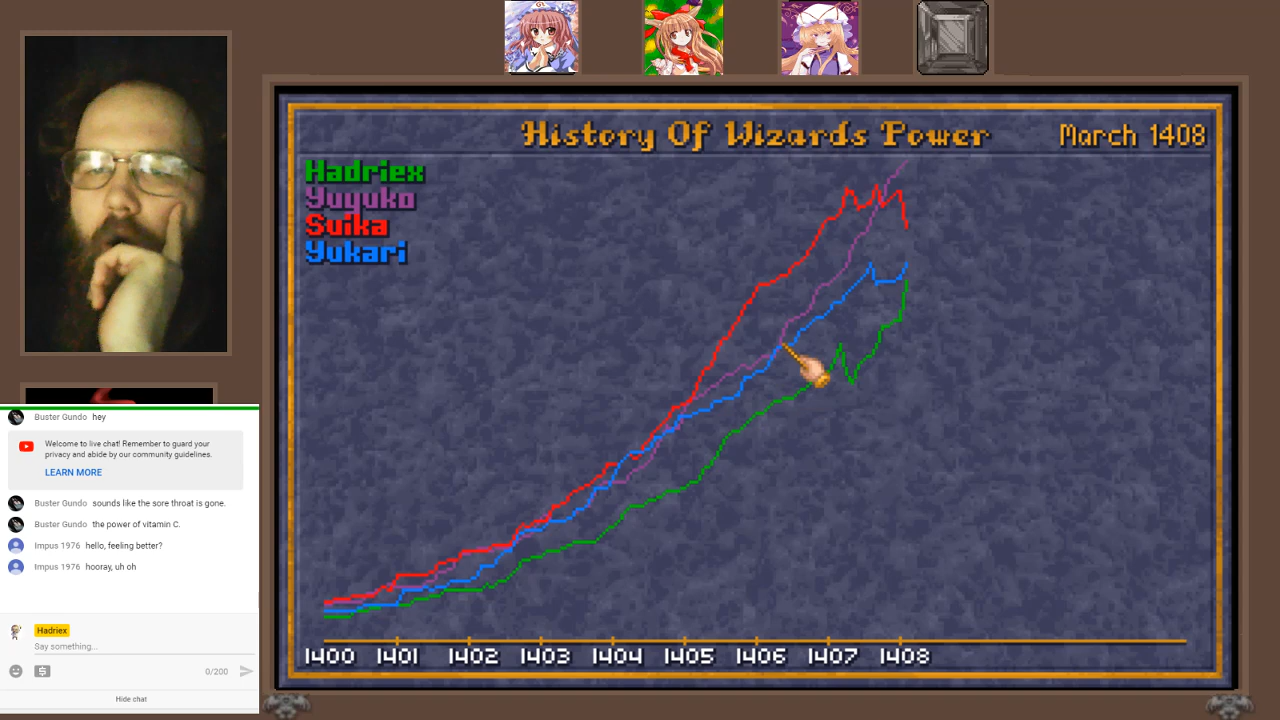 History Of Wizards Power
March 1408
Hadriex
Yuyuko
Suika
Yukari
1400 1401 1402 1403 1404 1405 1406 1407 1408
Buster Gundo hey
Welcome to live chat! Remember to guard your
privacy and abide by our community guidelines.
LEARN MORE
Buster Gundo sounds like the sore throat is gone.
Buster Gundo the power of vitamin C.
Impus 1976 hello, feeling better?
Impus 1976 hooray, uh oh
Hadriex
Say something...
0/200
Hide chat